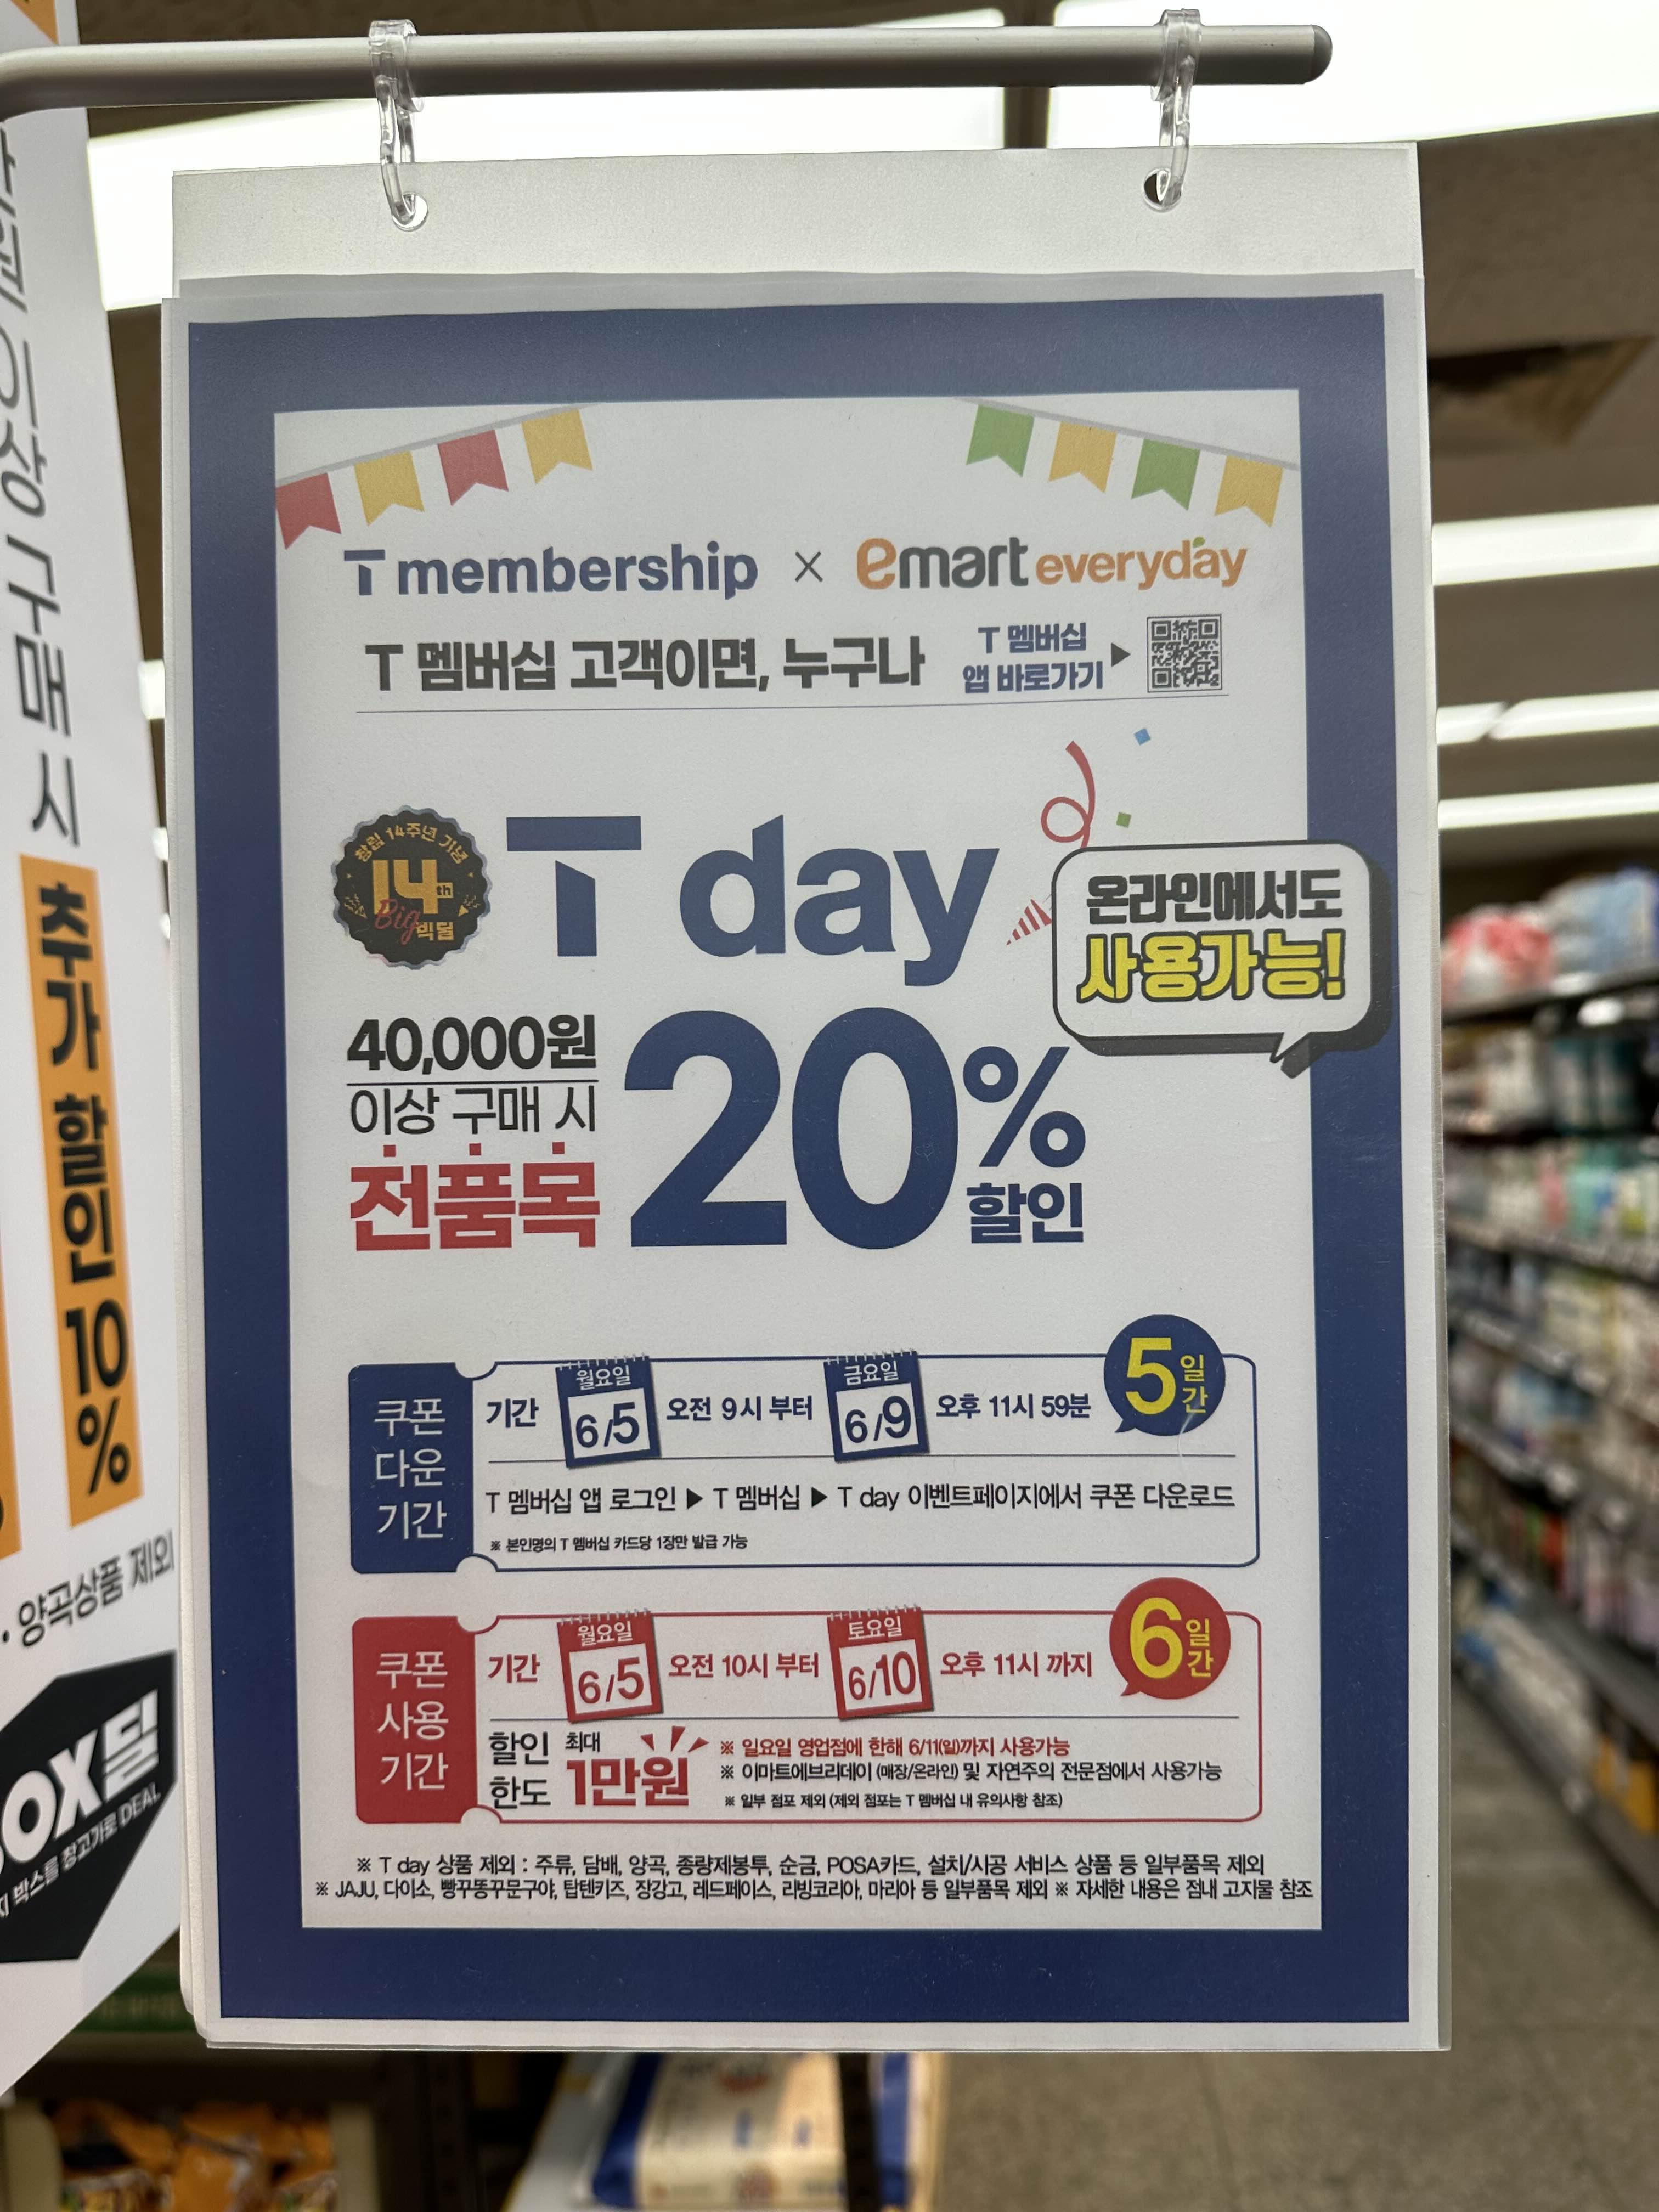 이상 구매 시
추가 할인 10%
양곡상품 제외
BOX딜
박스를 창고가로 DEAL
T membership × emart everyday
T 멤버십 고객이면, 누구나
T 멤버십
앱 바로가기 ▶
창립 14주년 기념
14th
Big 빅딜
T day
온라인에서도
사용가능!
40,000원
이상 구매 시
전품목
20%
할인
쿠폰
다운
기간
기간 월요일 6/5 오전 9시 부터 금요일 6/9 오후 11시 59분 5일간
T 멤버십 앱 로그인 ▶ T 멤버십 ▶ T day 이벤트페이지에서 쿠폰 다운로드
※ 본인명의 T 멤버십 카드당 1장만 발급 가능
쿠폰
사용
기간
기간 월요일 6/5 오전 10시 부터 토요일 6/10 오후 11시 까지 6일간
할인
한도
최대
1만원
※ 일요일 영업점에 한해 6/11(일)까지 사용가능
※ 이마트에브리데이 (매장/온라인) 및 자연주의 전문점에서 사용가능
※ 일부 점포 제외 (제외 점포는 T 멤버십 내 유의사항 참조)
※ T day 상품 제외 : 주류, 담배, 양곡, 종량제봉투, 순금, POSA카드, 설치/시공 서비스 상품 등 일부품목 제외
※ JAJU, 다이소, 빵꾸똥꾸문구야, 탑텐키즈, 장강고, 레드페이스, 리빙코리아, 마리아 등 일부품목 제외 ※ 자세한 내용은 점내 고지물 참조